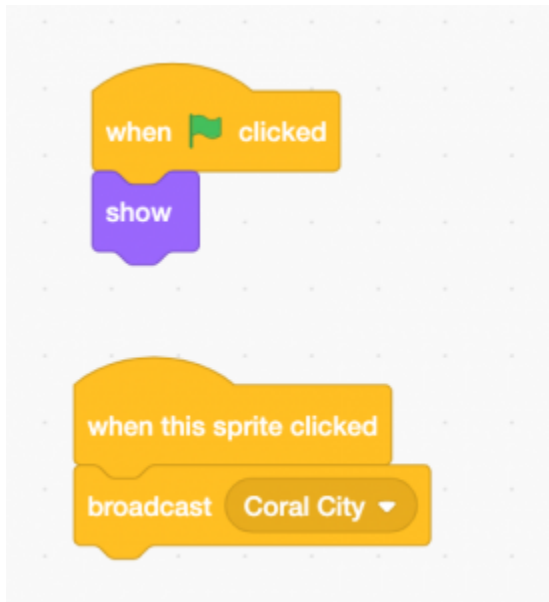 when clicked
show
when this sprite clicked
broadcast Coral City